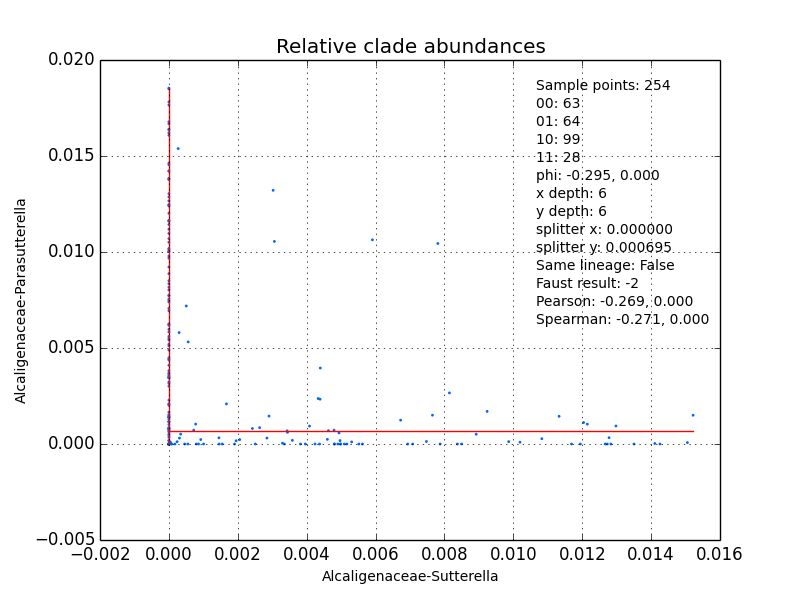 Relative clade abundances
0.020
0.015
0.010
0.005
0.000
−0.005
−0.002
0.000
0.002
0.004
0.006
0.008
0.010
0.012
0.014
0.016
Alcaligenaceae-Parasutterella
Alcaligenaceae-Sutterella
Sample points: 254
00: 63
01: 64
10: 99
11: 28
phi: -0.295, 0.000
x depth: 6
y depth: 6
splitter x: 0.000000
splitter y: 0.000695
Same lineage: False
Faust result: -2
Pearson: -0.269, 0.000
Spearman: -0.271, 0.000